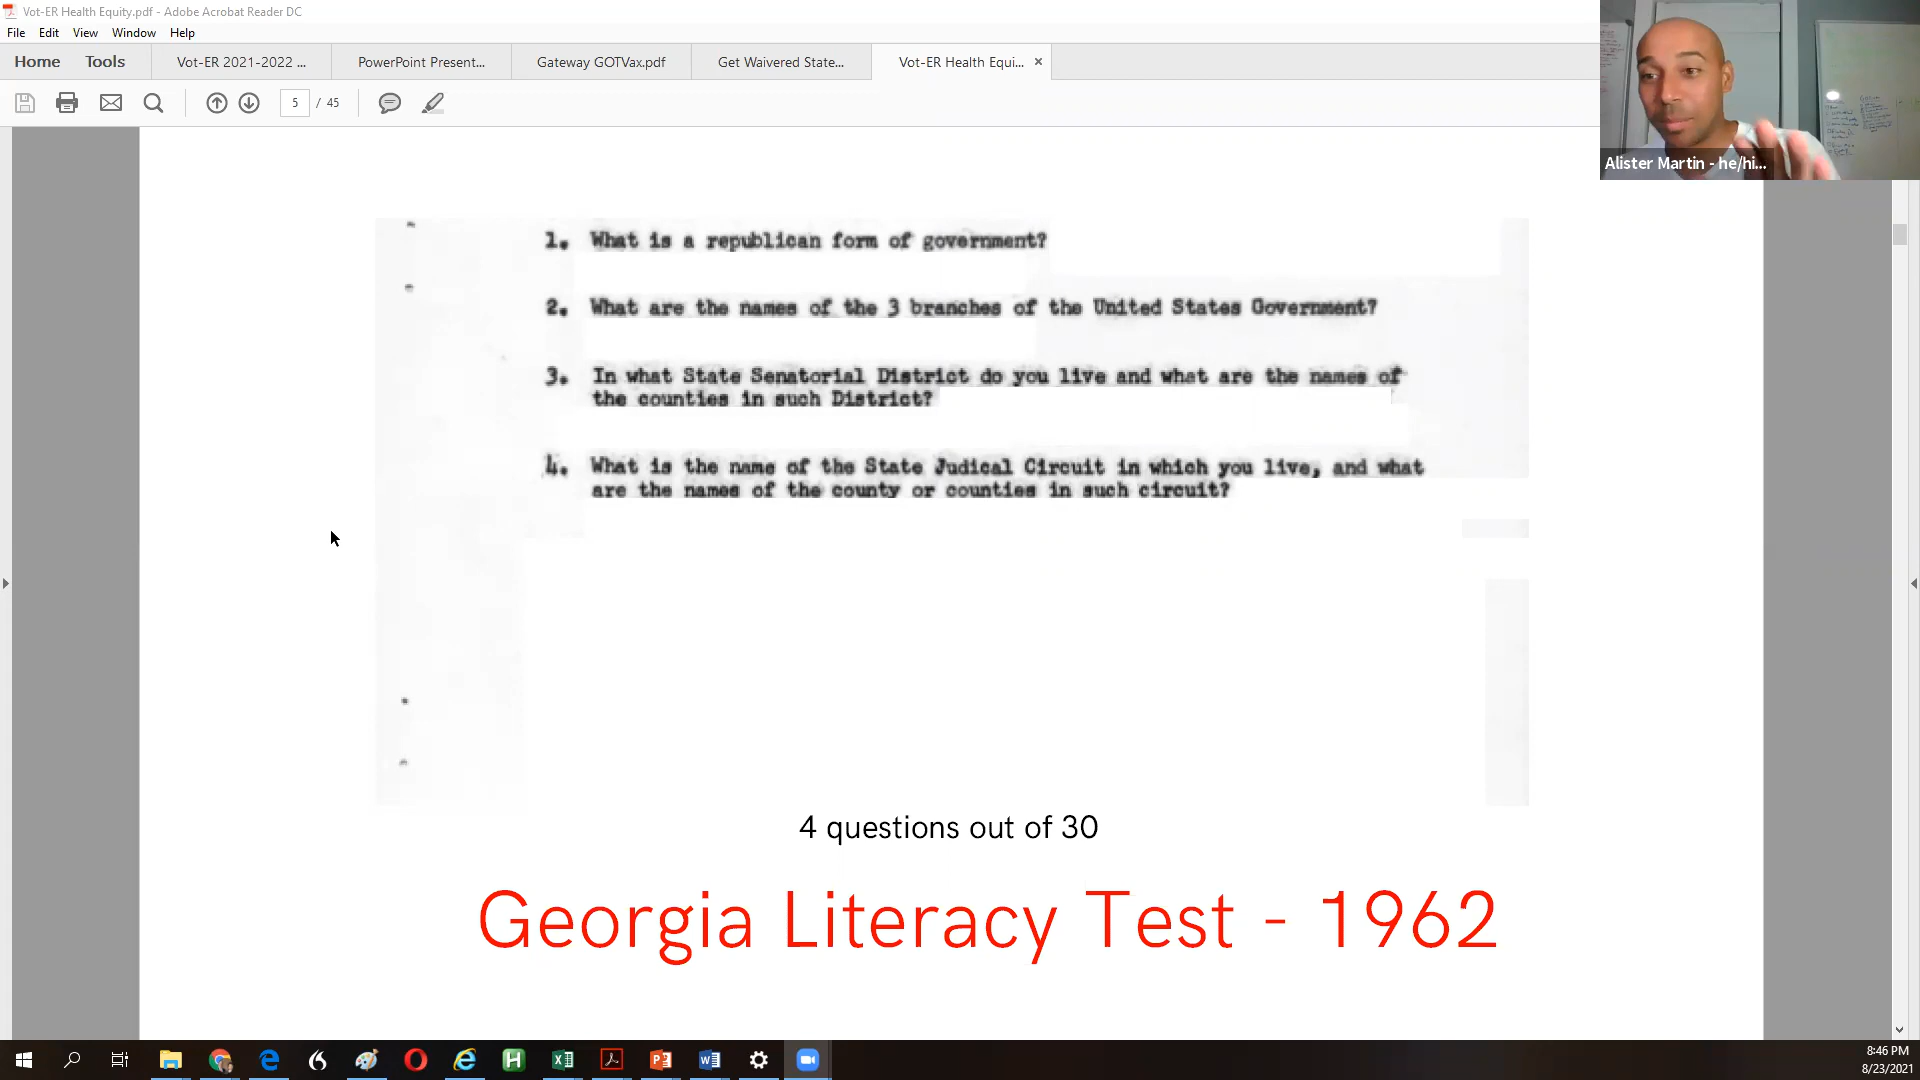 Vot-ER Health Equity.pdf - Adobe Acrobat Reader DC
File Edit View Window Help
Home Tools Vot-ER 2021-2022 ... PowerPoint Present... Gateway GOTVax.pdf Get Waivered State... Vot-ER Health Equi... ×
5 / 45
Alister Martin - he/hi...
1. What is a republican form of government?
2. What are the names of the 3 branches of the United States Government?
3. In what State Senatorial District do you live and what are the names of
the counties in such District?
4. What is the name of the State Judical Circuit in which you live, and what
are the names of the county or counties in such circuit?
4 questions out of 30
Georgia Literacy Test - 1962
8:46 PM
8/23/2021